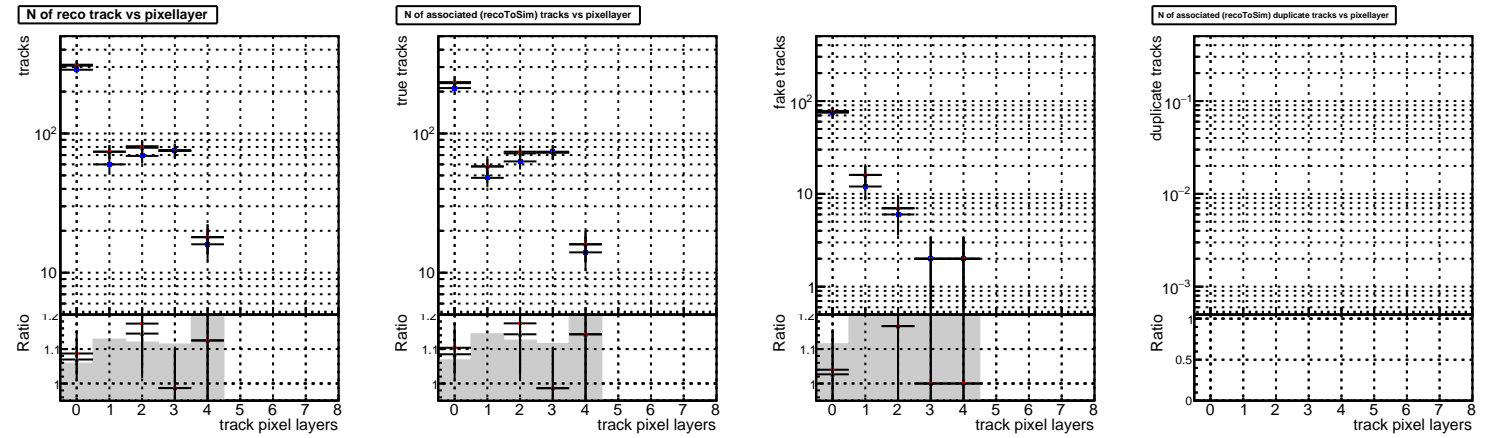 N of reco track vs pixellayer
tracks
10²
10
Ratio
1.2
1.1
1
0 1 2 3 4 5 6 7 8
track pixel layers
N of associated (recoToSim) tracks vs pixellayer
true tracks
10²
10
Ratio
1.2
1.1
1
0 1 2 3 4 5 6 7 8
track pixel layers
fake tracks
10²
10
1
Ratio
1.2
1.1
1
0 1 2 3 4 5 6 7 8
track pixel layers
N of associated (recoToSim) duplicate tracks vs pixellayer
duplicate tracks
10⁻¹
10⁻²
10⁻³
Ratio
1
0.5
0
0 1 2 3 4 5 6 7 8
track pixel layers